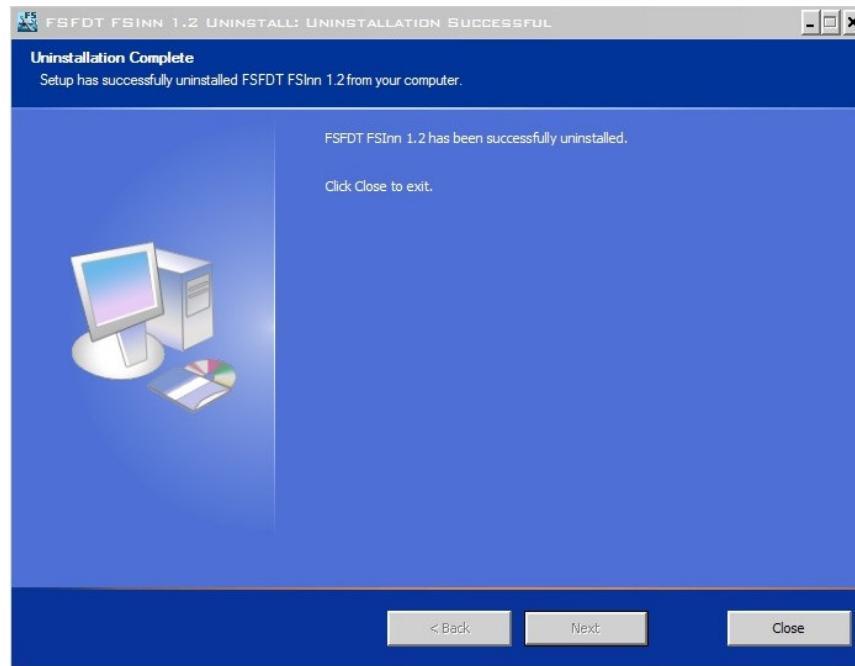 FSFDT FSInn 1.2 Uninstall: Uninstallation Successful
Uninstallation Complete
Setup has successfully uninstalled FSFDT FSInn 1.2 from your computer.
FSFDT FSInn 1.2 has been successfully uninstalled.
Click Close to exit.
< Back
Next
Close